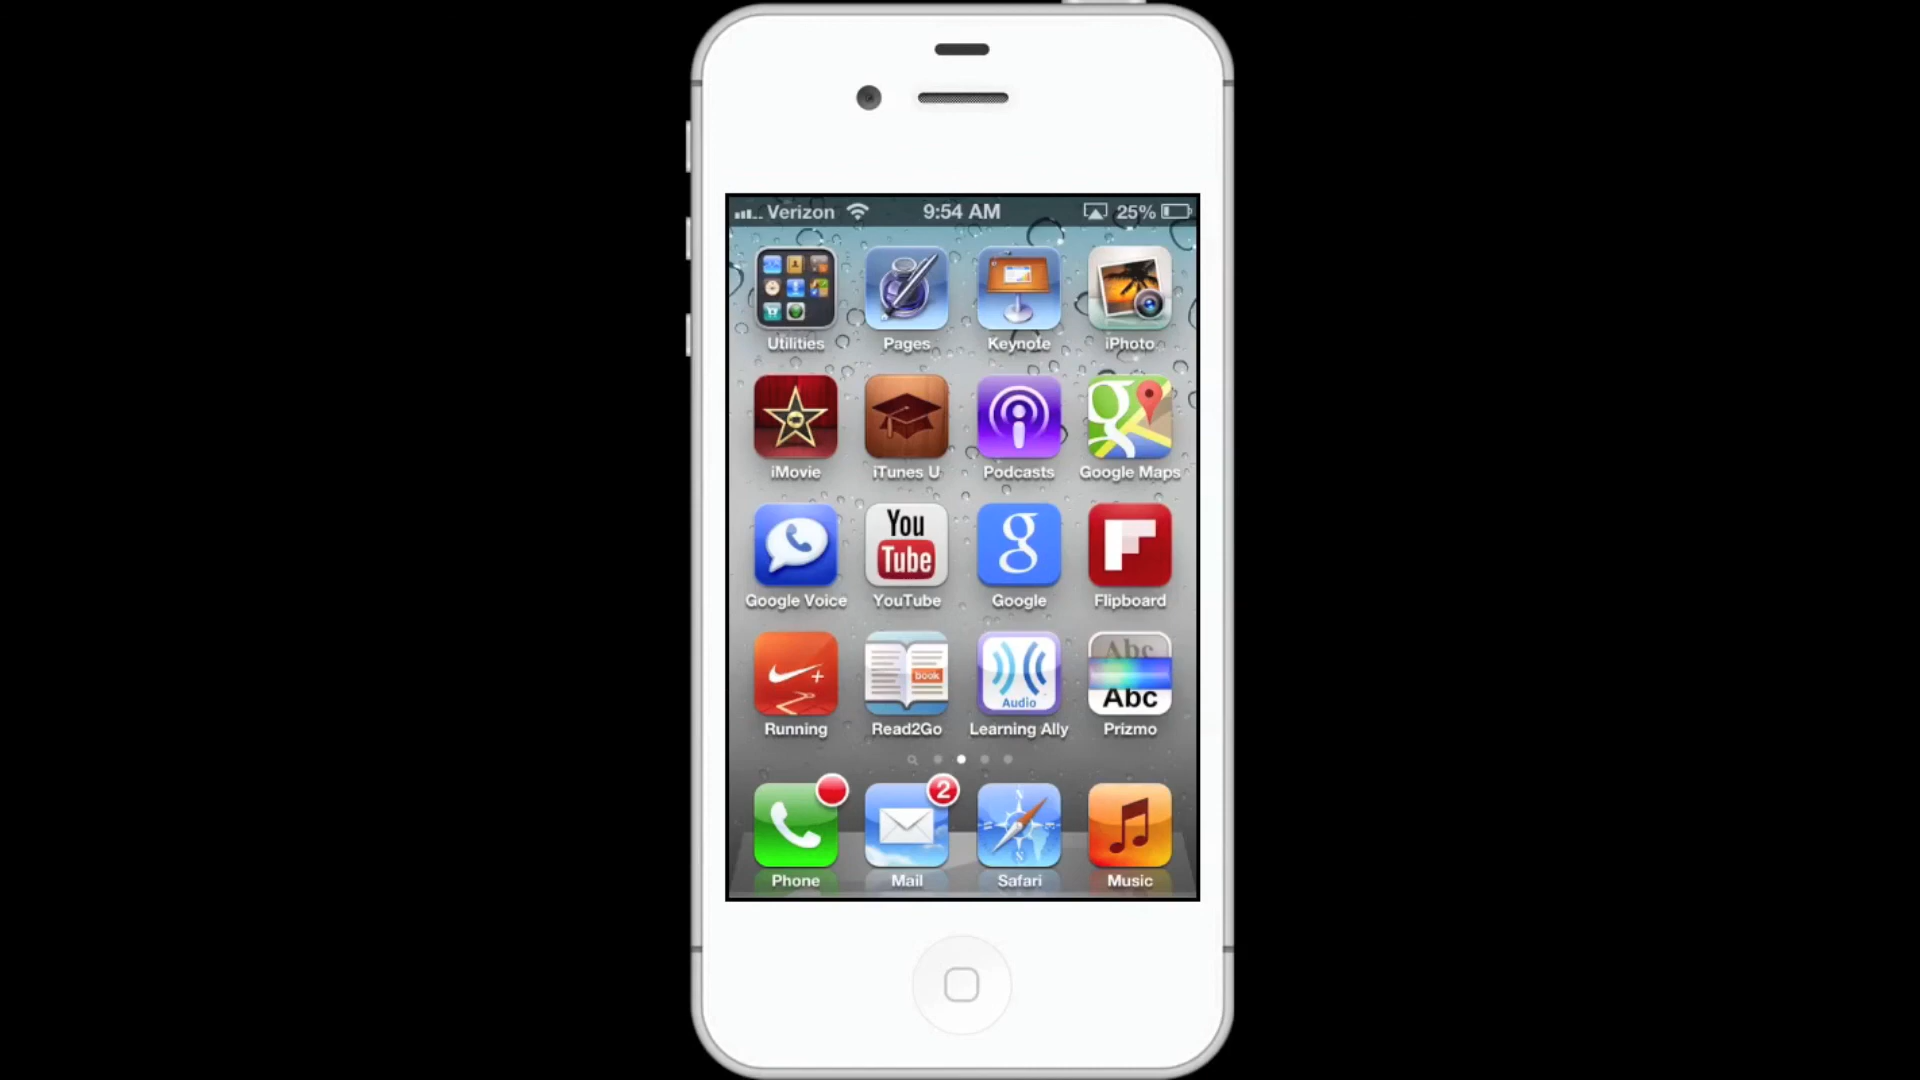 Verizon 9:54 AM 25%
Utilities Pages Keynote iPhoto
iMovie iTunes U Podcasts g Google Maps
You
Tube
g
Google Voice YouTube Google Flipboard
book
Audio
Abc
Abc
Running Read2Go Learning Ally Prizmo
2
N
S
Phone Mail Safari Music